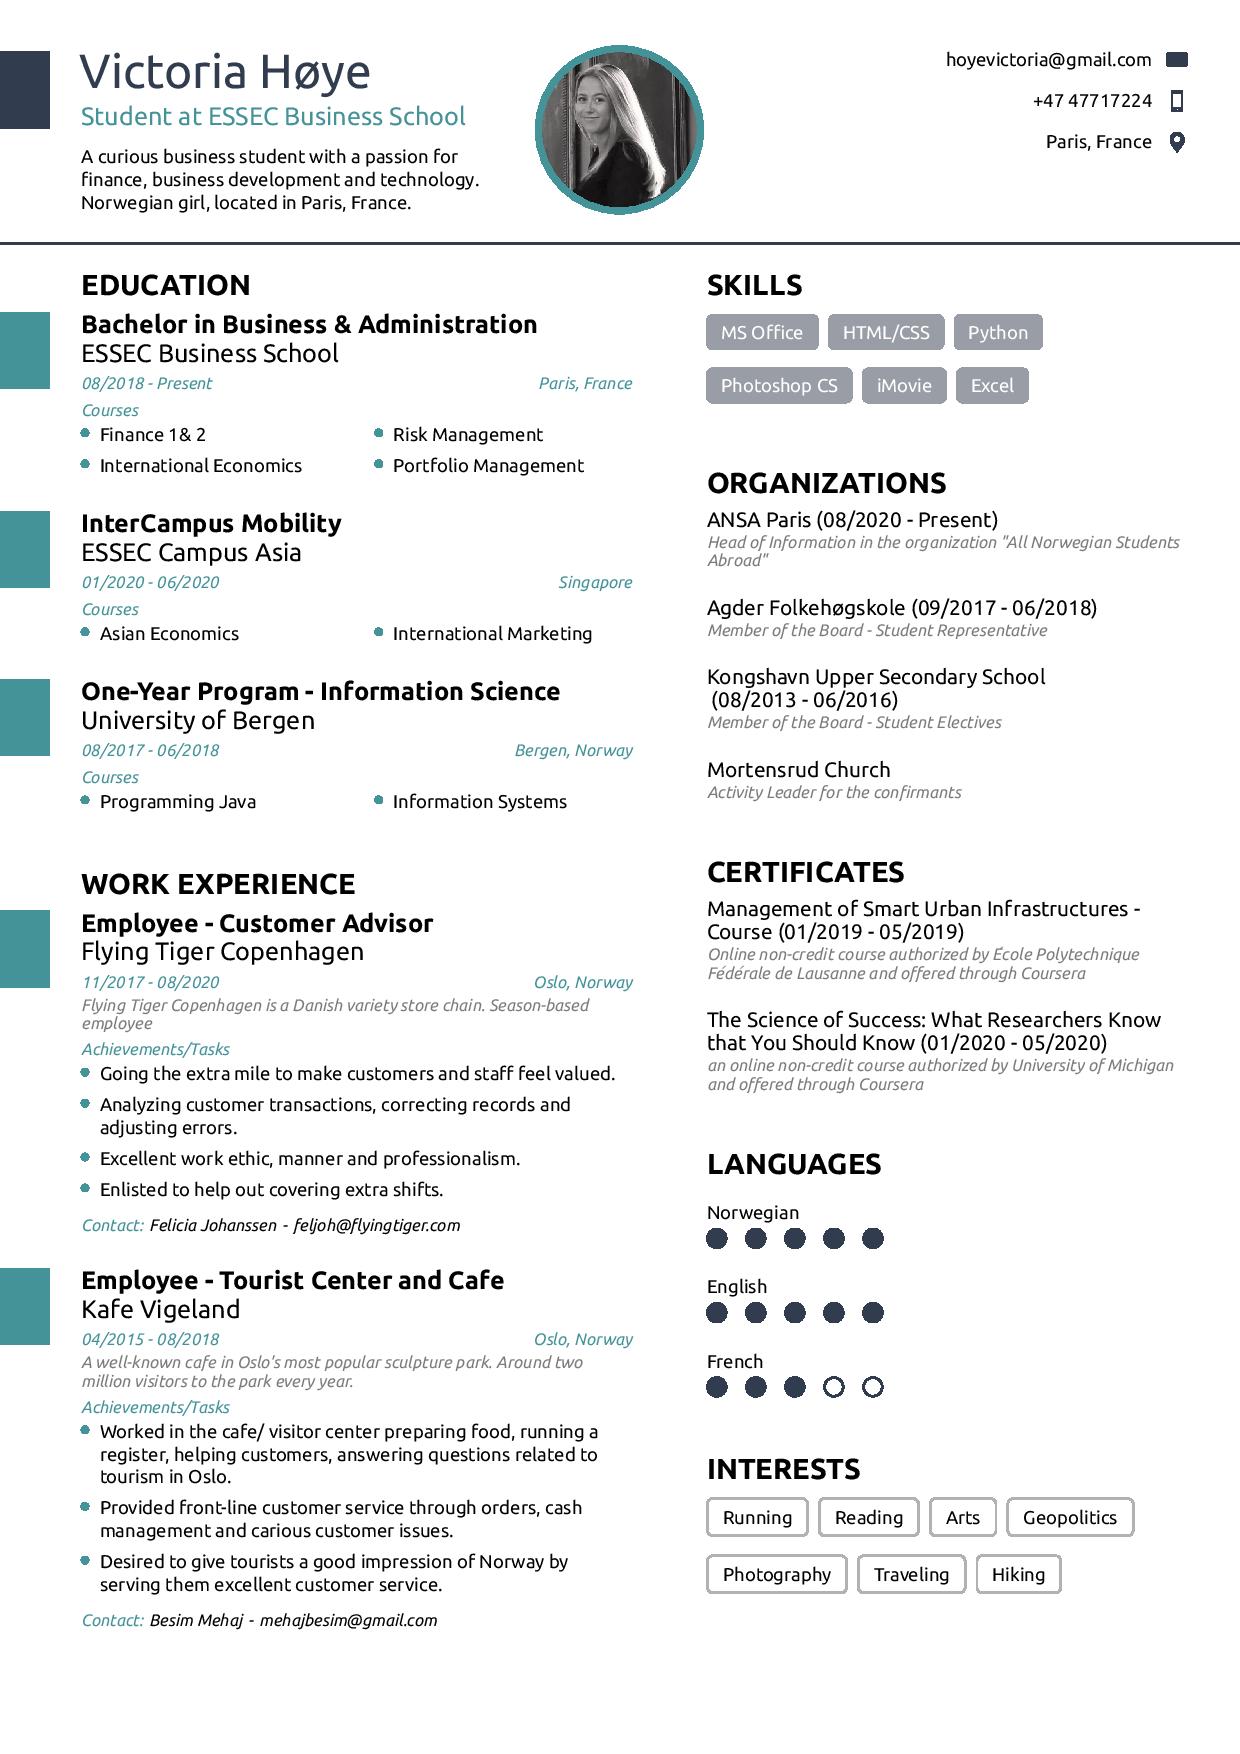 Victoria Høye
Student at ESSEC Business School
A curious business student with a passion for
finance, business development and technology.
Norwegian girl, located in Paris, France.
hoyevictoria@gmail.com
+47 47717224
Paris, France
EDUCATION
Bachelor in Business & Administration
ESSEC Business School
08/2018 - Present Paris, France
Courses
Finance 1& 2 Risk Management
International Economics Portfolio Management
InterCampus Mobility
ESSEC Campus Asia
01/2020 - 06/2020 Singapore
Courses
Asian Economics International Marketing
One-Year Program - Information Science
University of Bergen
08/2017 - 06/2018 Bergen, Norway
Courses
Programming Java Information Systems
WORK EXPERIENCE
Employee - Customer Advisor
Flying Tiger Copenhagen
11/2017 - 08/2020 Oslo, Norway
Flying Tiger Copenhagen is a Danish variety store chain. Season-based
employee
Achievements/Tasks
Going the extra mile to make customers and staff feel valued.
Analyzing customer transactions, correcting records and
adjusting errors.
Excellent work ethic, manner and professionalism.
Enlisted to help out covering extra shifts.
Contact: Felicia Johanssen - feljoh@flyingtiger.com
Employee - Tourist Center and Cafe
Kafe Vigeland
04/2015 - 08/2018 Oslo, Norway
A well-known cafe in Oslo's most popular sculpture park. Around two
million visitors to the park every year.
Achievements/Tasks
Worked in the cafe/ visitor center preparing food, running a
register, helping customers, answering questions related to
tourism in Oslo.
Provided front-line customer service through orders, cash
management and carious customer issues.
Desired to give tourists a good impression of Norway by
serving them excellent customer service.
Contact: Besim Mehaj - mehajbesim@gmail.com
SKILLS
MS Office HTML/CSS Python
Photoshop CS iMovie Excel
ORGANIZATIONS
ANSA Paris (08/2020 - Present)
Head of Information in the organization "All Norwegian Students
Abroad"
Agder Folkehøgskole (09/2017 - 06/2018)
Member of the Board - Student Representative
Kongshavn Upper Secondary School
(08/2013 - 06/2016)
Member of the Board - Student Electives
Mortensrud Church
Activity Leader for the confirmants
CERTIFICATES
Management of Smart Urban Infrastructures -
Course (01/2019 - 05/2019)
Online non-credit course authorized by École Polytechnique
Fédérale de Lausanne and offered through Coursera
The Science of Success: What Researchers Know
that You Should Know (01/2020 - 05/2020)
an online non-credit course authorized by University of Michigan
and offered through Coursera
LANGUAGES
Norwegian
English
French
INTERESTS
Running Reading Arts Geopolitics
Photography Traveling Hiking